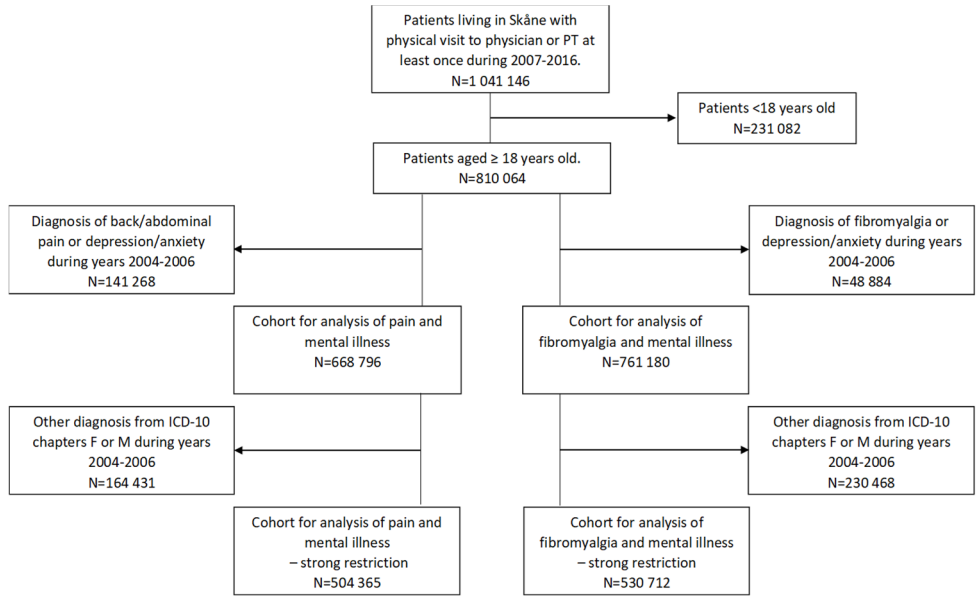 Patients living in Skåne with
physical visit to physician or PT at
least once during 2007-2016.
N=1 041 146
Patients <18 years old
N=231 082
Patients aged ≥ 18 years old.
N=810 064
Diagnosis of back/abdominal
pain or depression/anxiety
during years 2004-2006
N=141 268
Diagnosis of fibromyalgia or
depression/anxiety during years
2004-2006
N=48 884
Cohort for analysis of pain and
mental illness
N=668 796
Cohort for analysis of
fibromyalgia and mental illness
N=761 180
Other diagnosis from ICD-10
chapters F or M during years
2004-2006
N=164 431
Other diagnosis from ICD-10
chapters F or M during years
2004-2006
N=230 468
Cohort for analysis of pain and
mental illness
– strong restriction
N=504 365
Cohort for analysis of
fibromyalgia and mental illness
– strong restriction
N=530 712